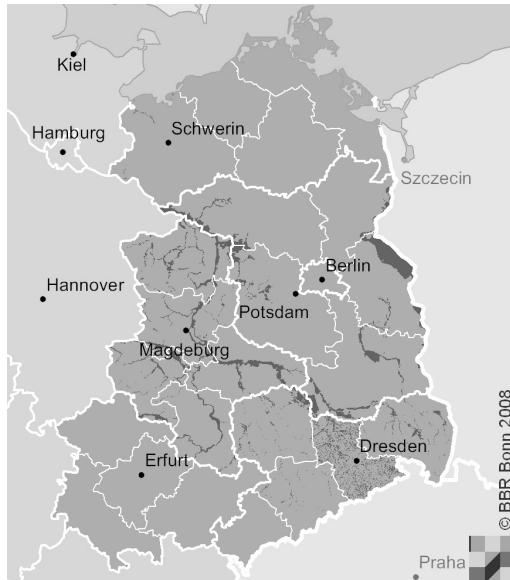 Kiel
Hamburg
Schwerin
Szczecin
Hannover
Berlin
Potsdam
Magdeburg
Erfurt
Dresden
Praha
© BBR Bonn 2008